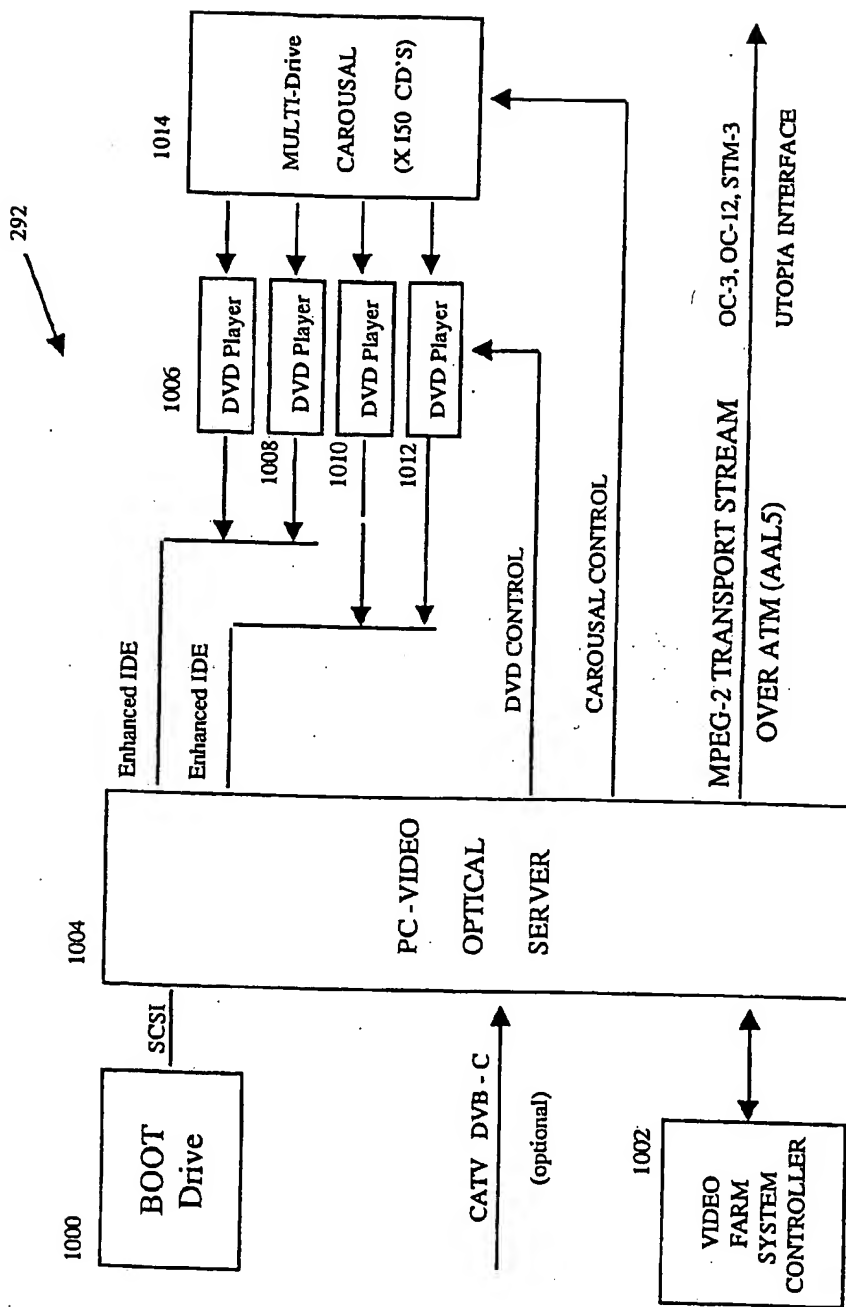 292
1000
BOOT
Drive
SCSI
1004
PC - VIDEO
OPTICAL
SERVER
CATV DVB - C
(optional)
1002
VIDEO
FARM
SYSTEM
CONTROLLER
Enhanced IDE
Enhanced IDE
1006
DVD Player
1008
DVD Player
1010
DVD Player
1012
DVD Player
1014
MULTI-Drive
CAROUSAL
(X 150 CD'S)
DVD CONTROL
CAROUSAL CONTROL
MPEG-2 TRANSPORT STREAM
OVER ATM (AAL5)
OC-3, OC-12, STM-3
UTOPIA INTERFACE